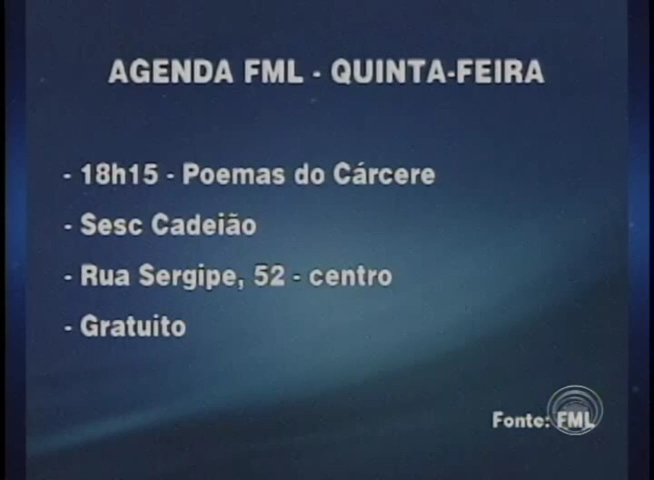 AGENDA FML - QUINTA-FEIRA
- 18h15 - Poemas do Cárcere
- Sesc Cadeião
- Rua Sergipe, 52 - centro
- Gratuito
Fonte: FML